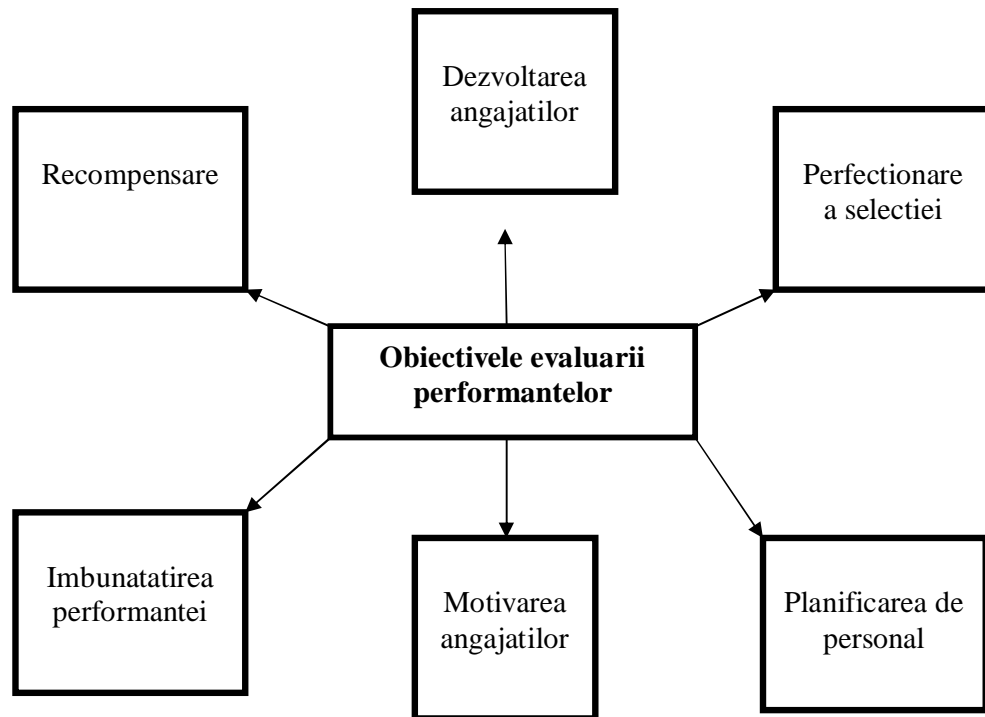 Dezvoltarea
angajatilor
Recompensare
Perfectionare
a selectiei
Obiectivele evaluarii
performantelor
Imbunatatirea
performantei
Motivarea
angajatilor
Planificarea de
personal